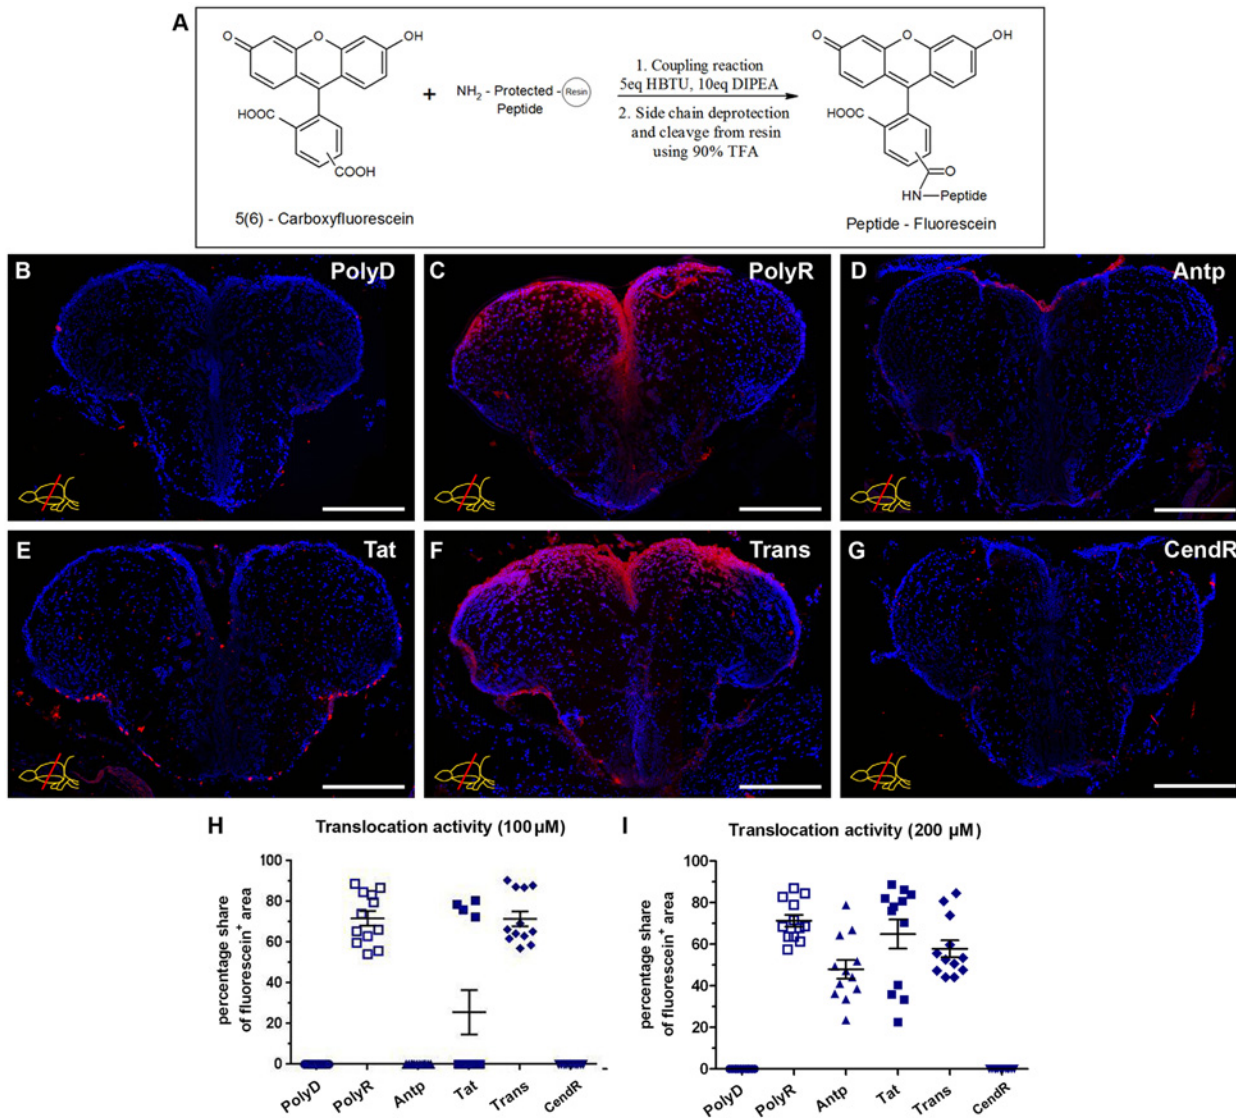 A
O
O
OH
HOOC
COOH
5(6) - Carboxyfluorescein
+
NH2 - Protected - Resin
Peptide
1. Coupling reaction
5eq HBTU, 10eq DIPEA
2. Side chain deprotection
and cleavge from resin
using 90% TFA
O
O
OH
HOOC
O
HN—Peptide
Peptide - Fluorescein
B
PolyD
C
PolyR
D
Antp
E
Tat
F
Trans
G
CendR
H
Translocation activity (100 µM)
percentage share
of fluorescein+ area
100
80
60
40
20
0
PolyD
PolyR
Antp
Tat
Trans
CendR
I
Translocation activity (200 µM)
percentage share
of fluorescein+ area
100
80
60
40
20
0
PolyD
PolyR
Antp
Tat
Trans
CendR